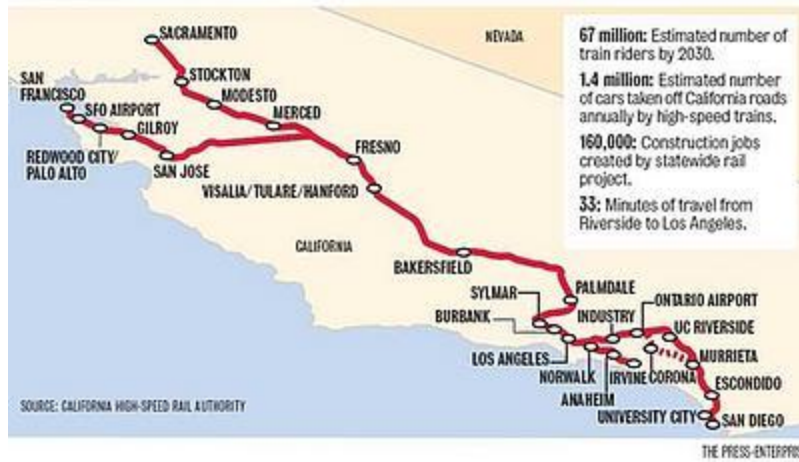 SACRAMENTO
STOCKTON
MODESTO
MERCED
SAN
FRANCISCO
SFO AIRPORT
GILROY
REDWOOD CITY/
PALO ALTO
SAN JOSE
FRESNO
VISALIA/TULARE/HANFORD
NEVADA
CALIFORNIA
BAKERSFIELD
PALMDALE
SYLMAR
BURBANK
INDUSTRY
ONTARIO AIRPORT
UC RIVERSIDE
LOS ANGELES
NORWALK
ANAHEIM
IRVINE
CORONA
MURRIETA
ESCONDIDO
UNIVERSITY CITY
SAN DIEGO
67 million: Estimated number of
train riders by 2030.
1.4 million: Estimated number
of cars taken off California roads
annually by high-speed trains.
160,000: Construction jobs
created by statewide rail
project.
33: Minutes of travel from
Riverside to Los Angeles.
SOURCE: CALIFORNIA HIGH-SPEED RAIL AUTHORITY
THE PRESS-ENTERPRIS